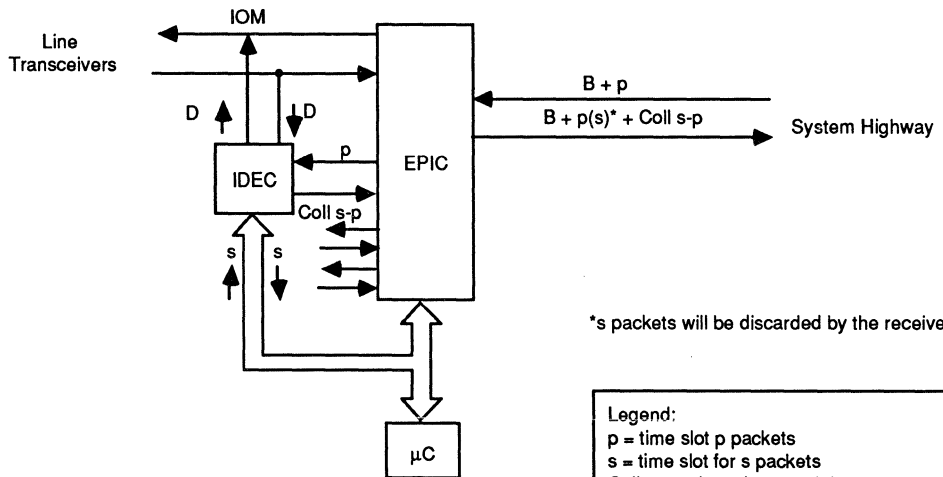 IOM
Line
Transceivers
B + p
D
D
B + p(s)* + Coll s-p
System Highway
p
EPIC
IDEC
Coll s-p
s
s
*s packets will be discarded by the receive
Legend:
p = time slot p packets
s = time slot for s packets
µC